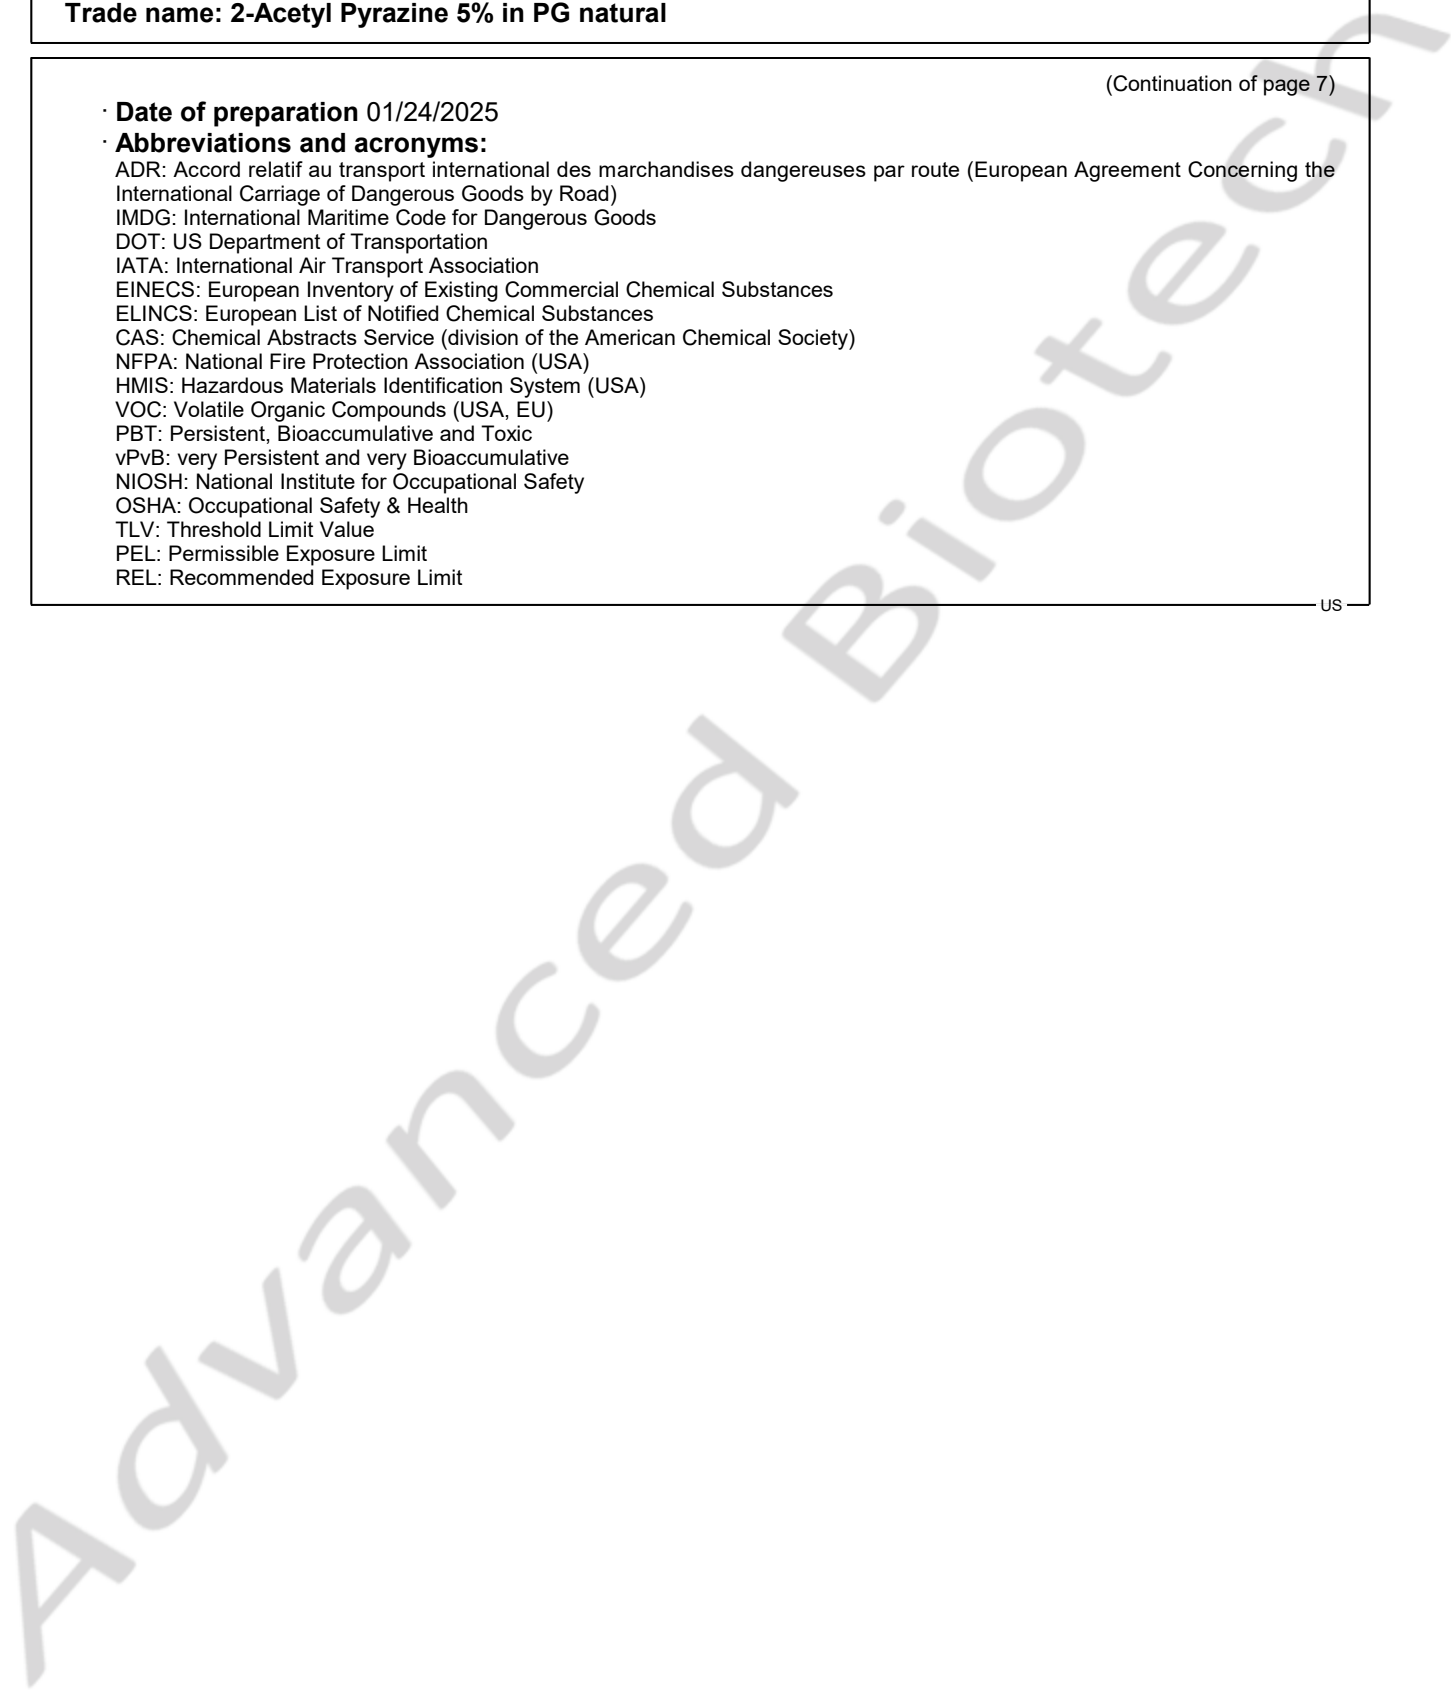 Trade name: 2-Acetyl Pyrazine 5% in PG natural
(Continuation of page 7)
· Date of preparation 01/24/2025
· Abbreviations and acronyms:
ADR: Accord relatif au transport international des marchandises dangereuses par route (European Agreement Concerning the
International Carriage of Dangerous Goods by Road)
IMDG: International Maritime Code for Dangerous Goods
DOT: US Department of Transportation
IATA: International Air Transport Association
EINECS: European Inventory of Existing Commercial Chemical Substances
ELINCS: European List of Notified Chemical Substances
CAS: Chemical Abstracts Service (division of the American Chemical Society)
NFPA: National Fire Protection Association (USA)
HMIS: Hazardous Materials Identification System (USA)
VOC: Volatile Organic Compounds (USA, EU)
PBT: Persistent, Bioaccumulative and Toxic
vPvB: very Persistent and very Bioaccumulative
NIOSH: National Institute for Occupational Safety
OSHA: Occupational Safety & Health
TLV: Threshold Limit Value
PEL: Permissible Exposure Limit
REL: Recommended Exposure Limit
US
Advanced Biotech